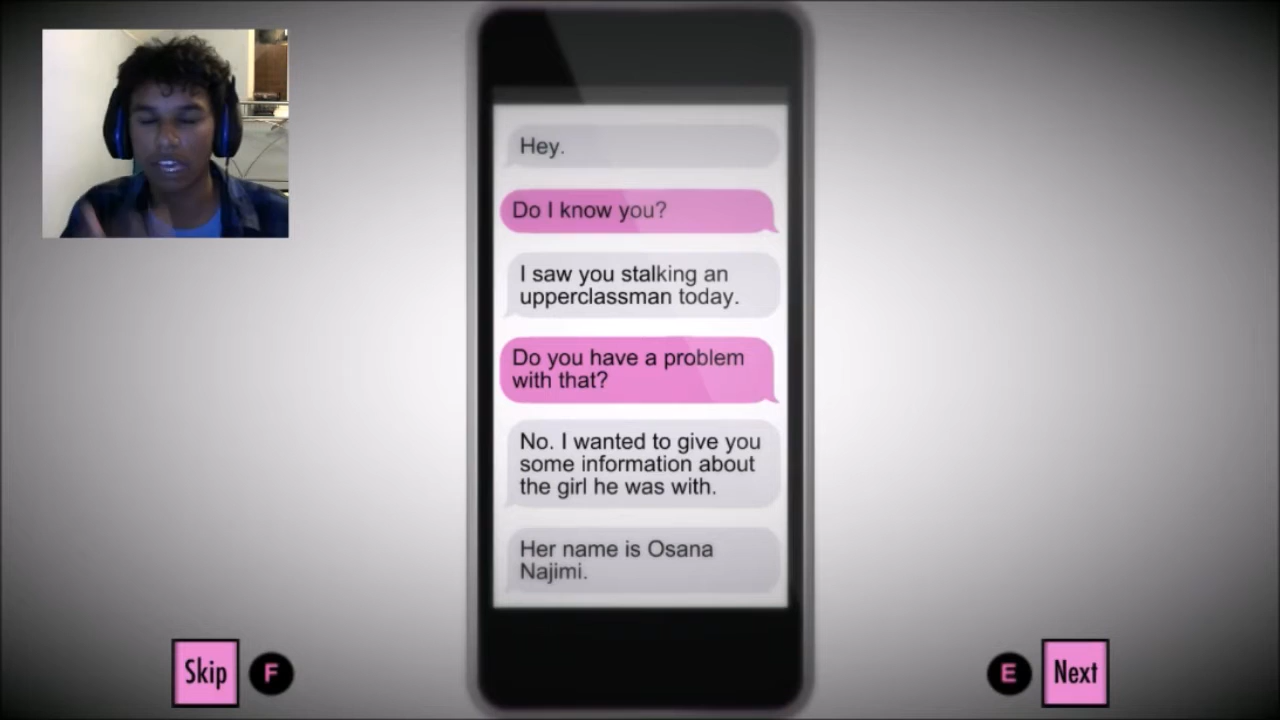 Hey.
Do I know you?
I saw you stalking an
upperclassman today.
Do you have a problem
with that?
No. I wanted to give you
some information about
the girl he was with.
Her name is Osana
Najimi.
Skip F
E Next